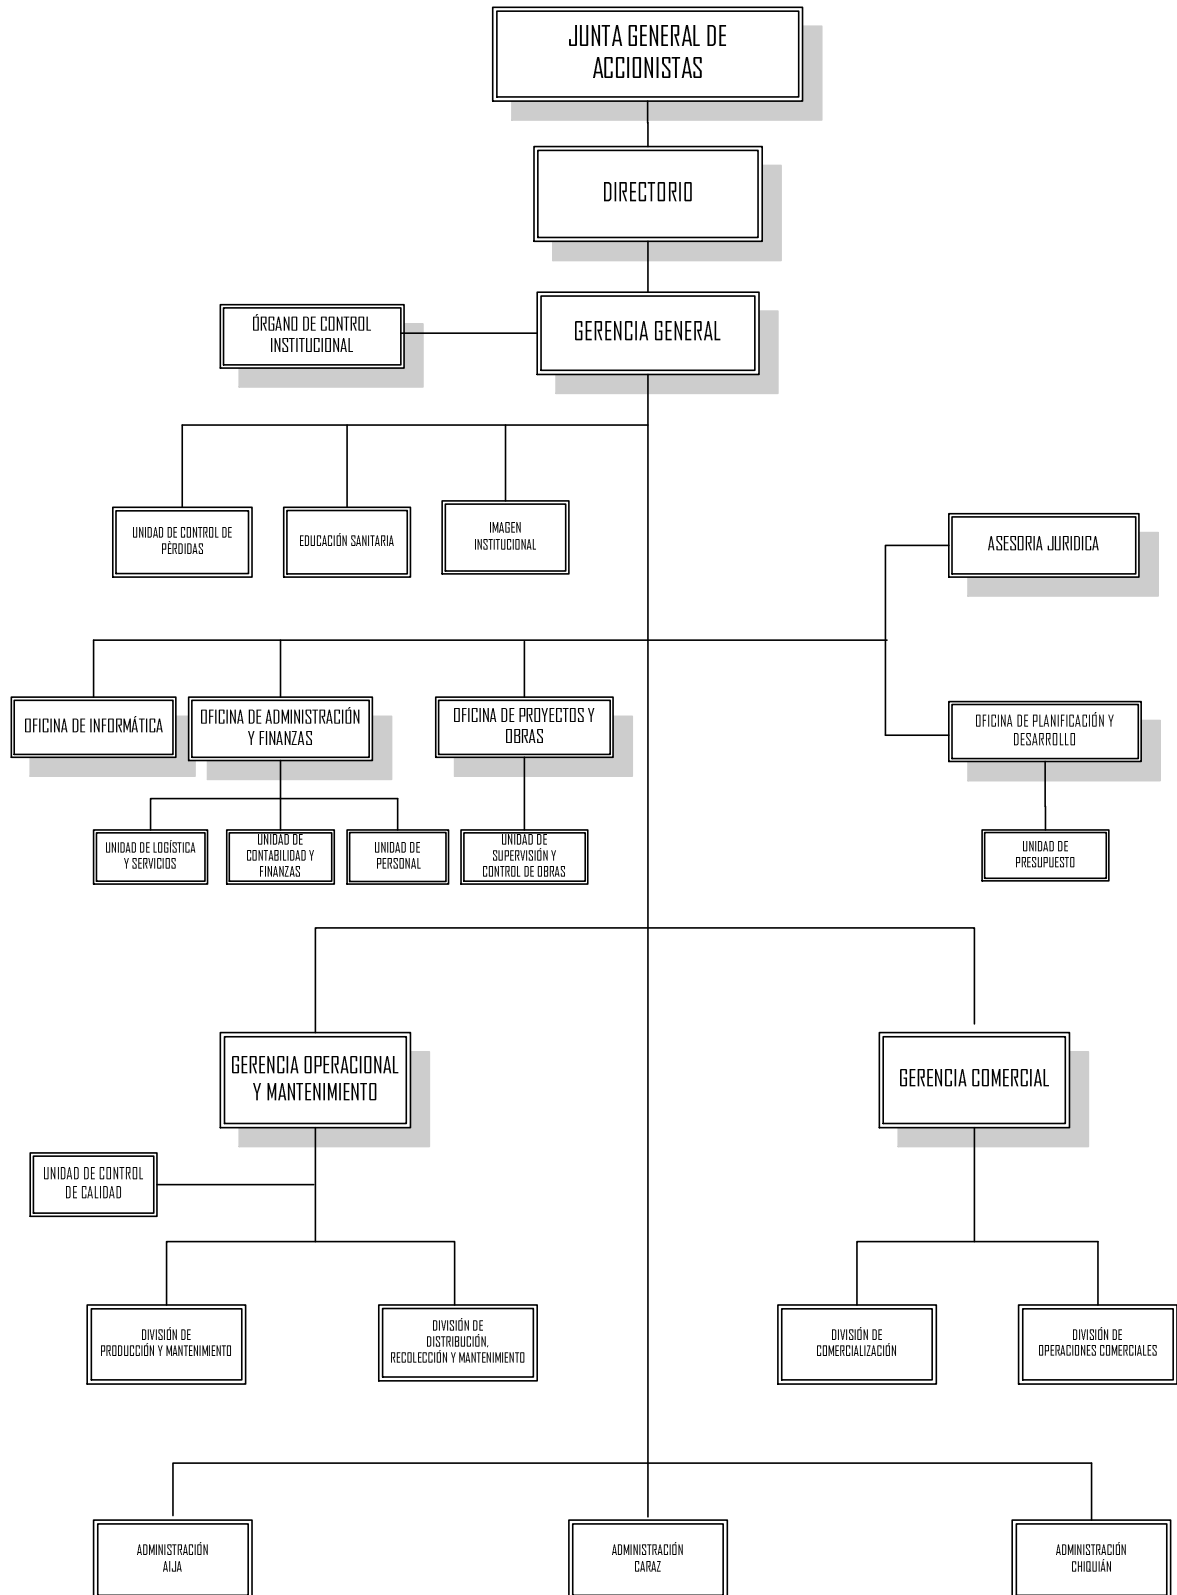 JUNTA GENERAL DE
ACCIONISTAS
DIRECTORIO
ÓRGANO DE CONTROL
INSTITUCIONAL
GERENCIA GENERAL
UNIDAD DE CONTROL DE
PÉRDIDAS
EDUCACIÓN SANITARIA
IMAGEN
INSTITUCIONAL
ASESORIA JURIDICA
OFICINA DE INFORMÁTICA
OFICINA DE ADMINISTRACIÓN
Y FINANZAS
OFICINA DE PROYECTOS Y
OBRAS
OFICINA DE PLANIFICACIÓN Y
DESARROLLO
UNIDAD DE LOGÍSTICA
Y SERVICIOS
UNIDAD DE
CONTABILIDAD Y
FINANZAS
UNIDAD DE
PERSONAL
UNIDAD DE
SUPERVISIÓN Y
CONTROL DE OBRAS
UNIDAD DE
PRESUPUESTO
GERENCIA OPERACIONAL
Y MANTENIMIENTO
GERENCIA COMERCIAL
UNIDAD DE CONTROL
DE CALIDAD
DIVISIÓN DE
PRODUCCIÓN Y MANTENIMIENTO
DIVISIÓN DE
DISTRIBUCIÓN,
RECOLECCIÓN Y MANTENIMIENTO
DIVISIÓN DE
COMERCIALIZACIÓN
DIVISIÓN DE
OPERACIONES COMERCIALES
ADMINISTRACIÓN
AIJA
ADMINISTRACIÓN
CARAZ
ADMINISTRACIÓN
CHIQUIÁN